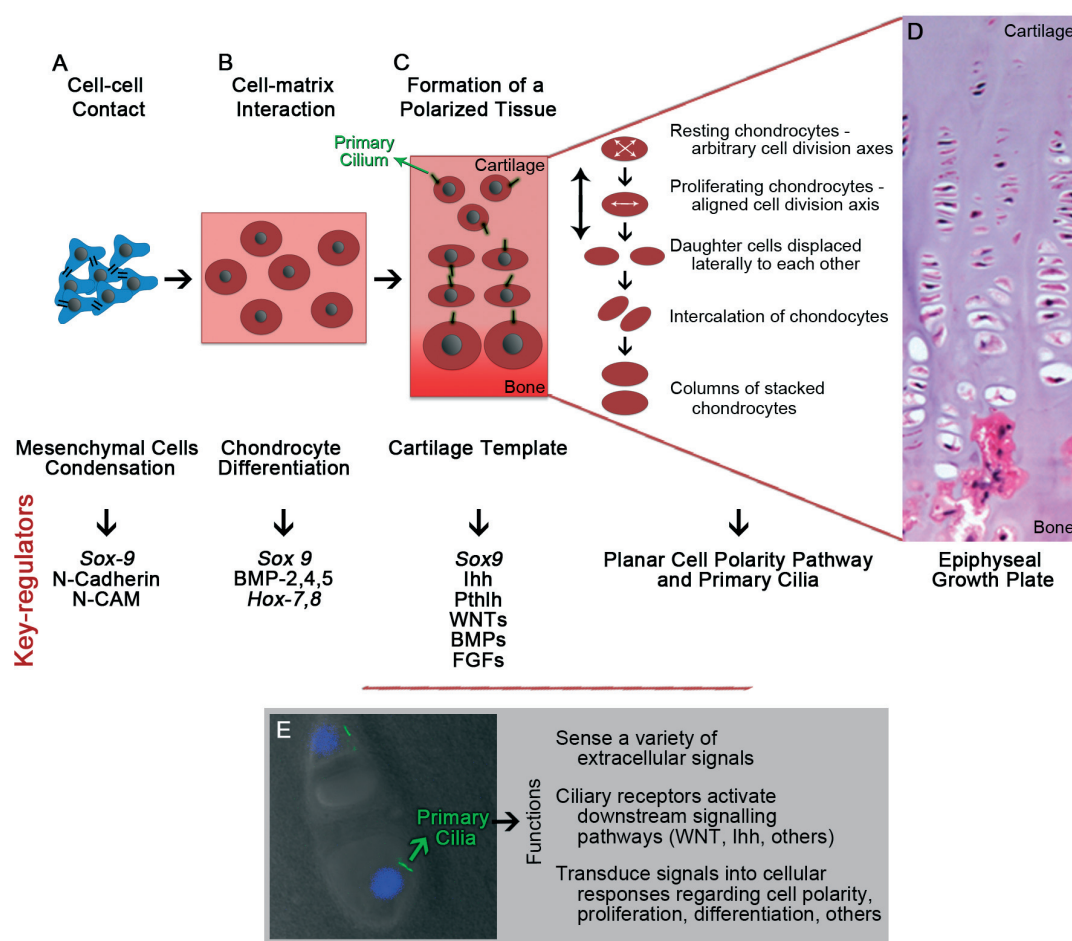 A
Cell-cell
Contact
B
Cell-matrix
Interaction
C
Formation of a
Polarized Tissue
Primary
Cilium
Cartilage
Bone
Resting chondrocytes -
arbitrary cell division axes
Proliferating chondrocytes -
aligned cell division axis
Daughter cells displaced
laterally to each other
Intercalation of chondocytes
Columns of stacked
chondrocytes
D
Cartilage
Bone
Mesenchymal Cells
Condensation
Chondrocyte
Differentiation
Cartilage Template
Key-regulators
Sox-9
N-Cadherin
N-CAM
Sox 9
BMP-2,4,5
Hox-7,8
Sox9
Ihh
Pthlh
WNTs
BMPs
FGFs
Planar Cell Polarity Pathway
and Primary Cilia
Epiphyseal
Growth Plate
E
Primary
Cilia
Functions
Sense a variety of
extracellular signals
Ciliary receptors activate
downstream signalling
pathways (WNT, Ihh, others)
Transduce signals into cellular
responses regarding cell polarity,
proliferation, differentiation, others